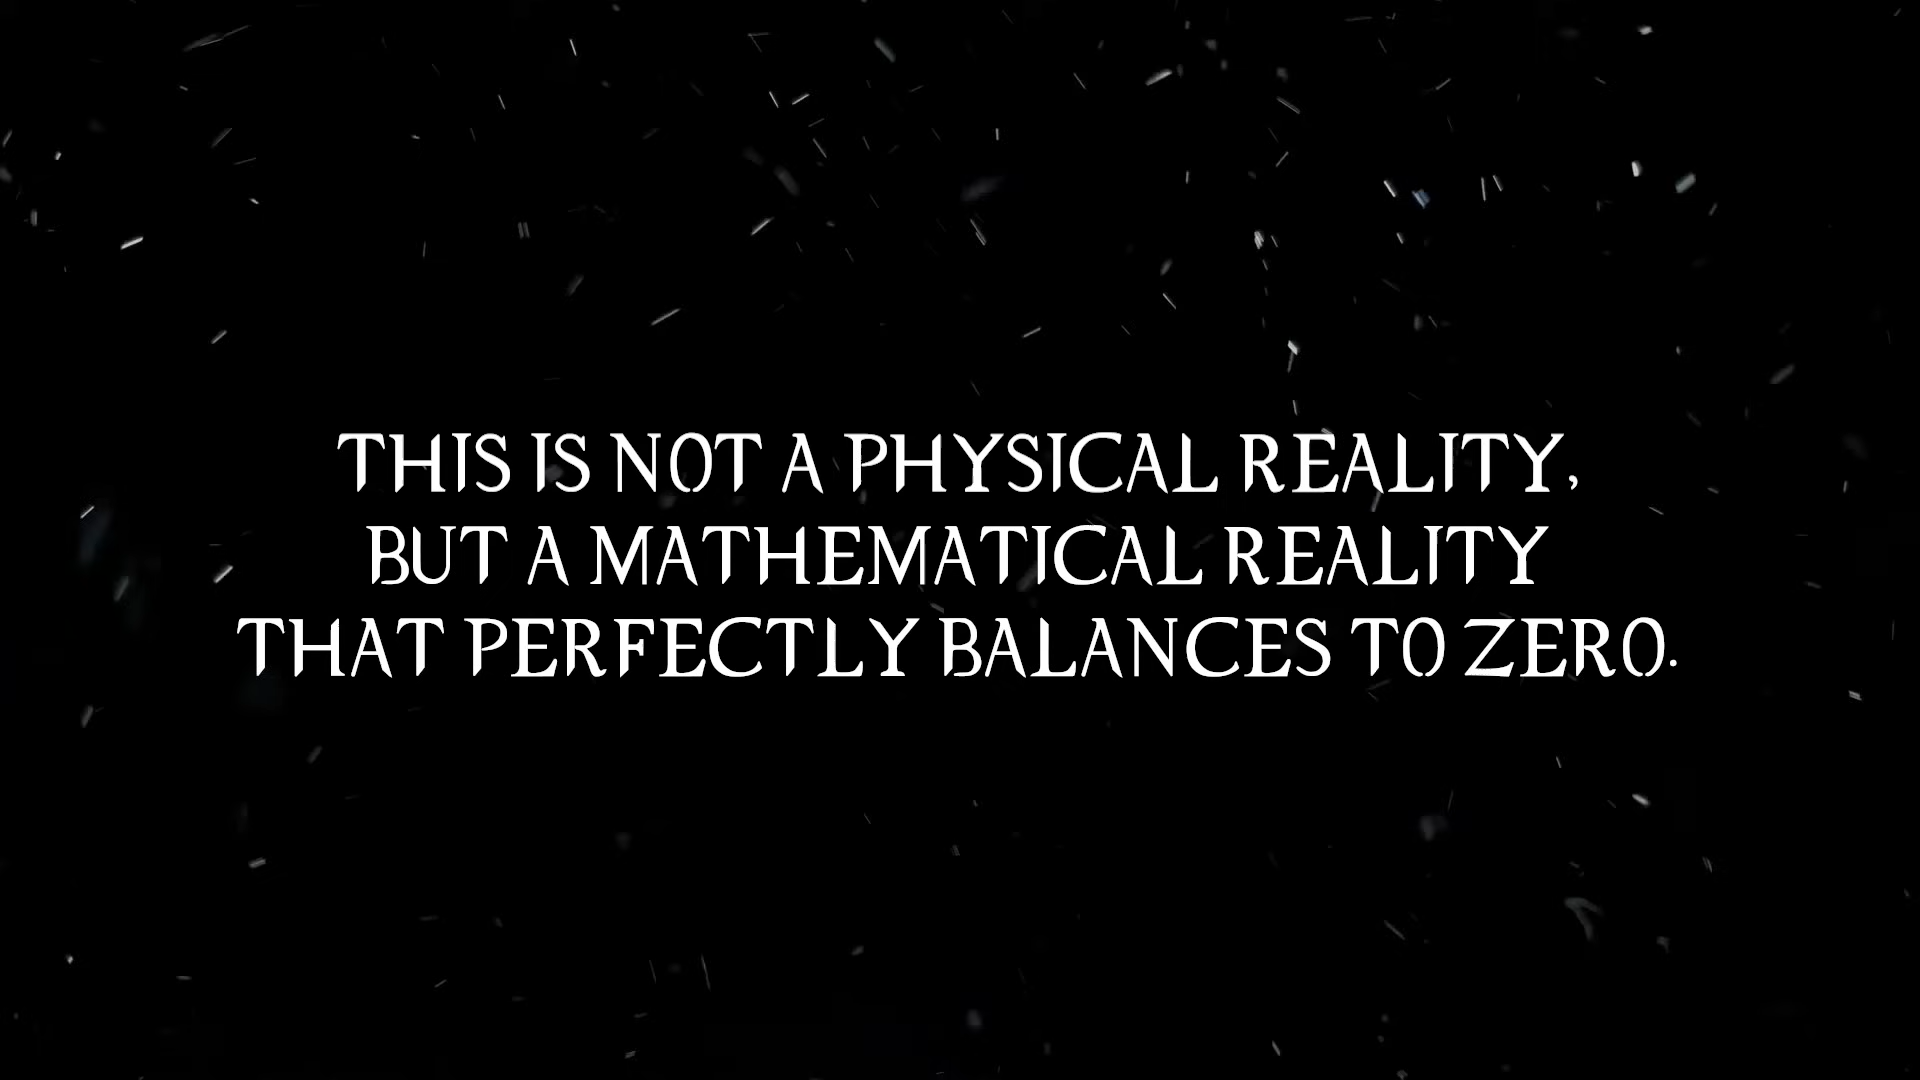 THIS IS NOT A PHYSICAL REALITY,
BUT A MATHEMATICAL REALITY
THAT PERFECTLY BALANCES TO ZERO.